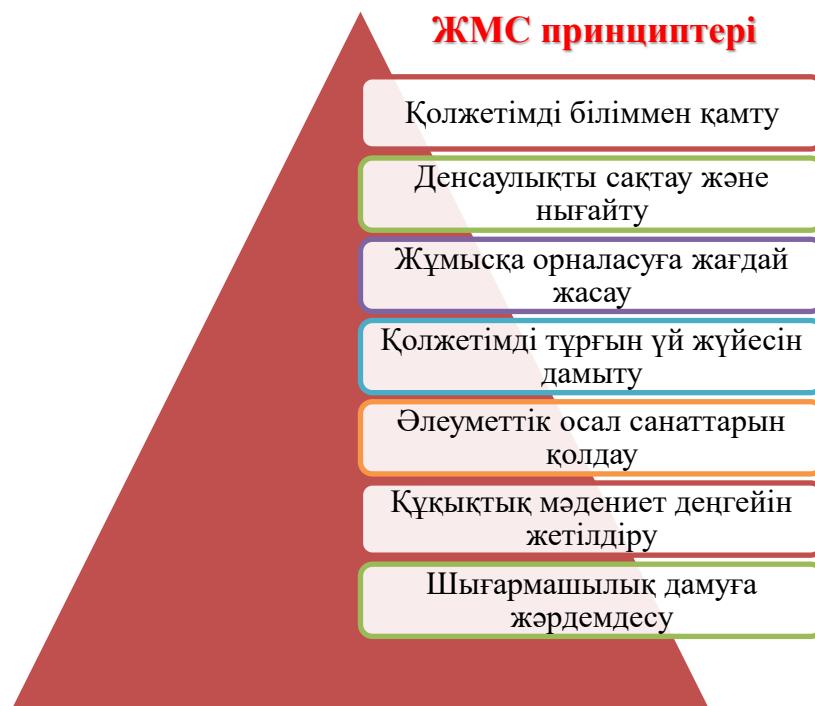 ЖМС принциптері
Қолжетімді біліммен қамту
Денсаулықты сақтау және
нығайту
Жұмысқа орналасуға жағдай
жасау
Қолжетімді тұрғын үй жүйесін
дамыту
Әлеуметтік осал санаттарын
қолдау
Құқықтық мәдениет деңгейін
жетілдіру
Шығармашылық дамуға
жәрдемдесу